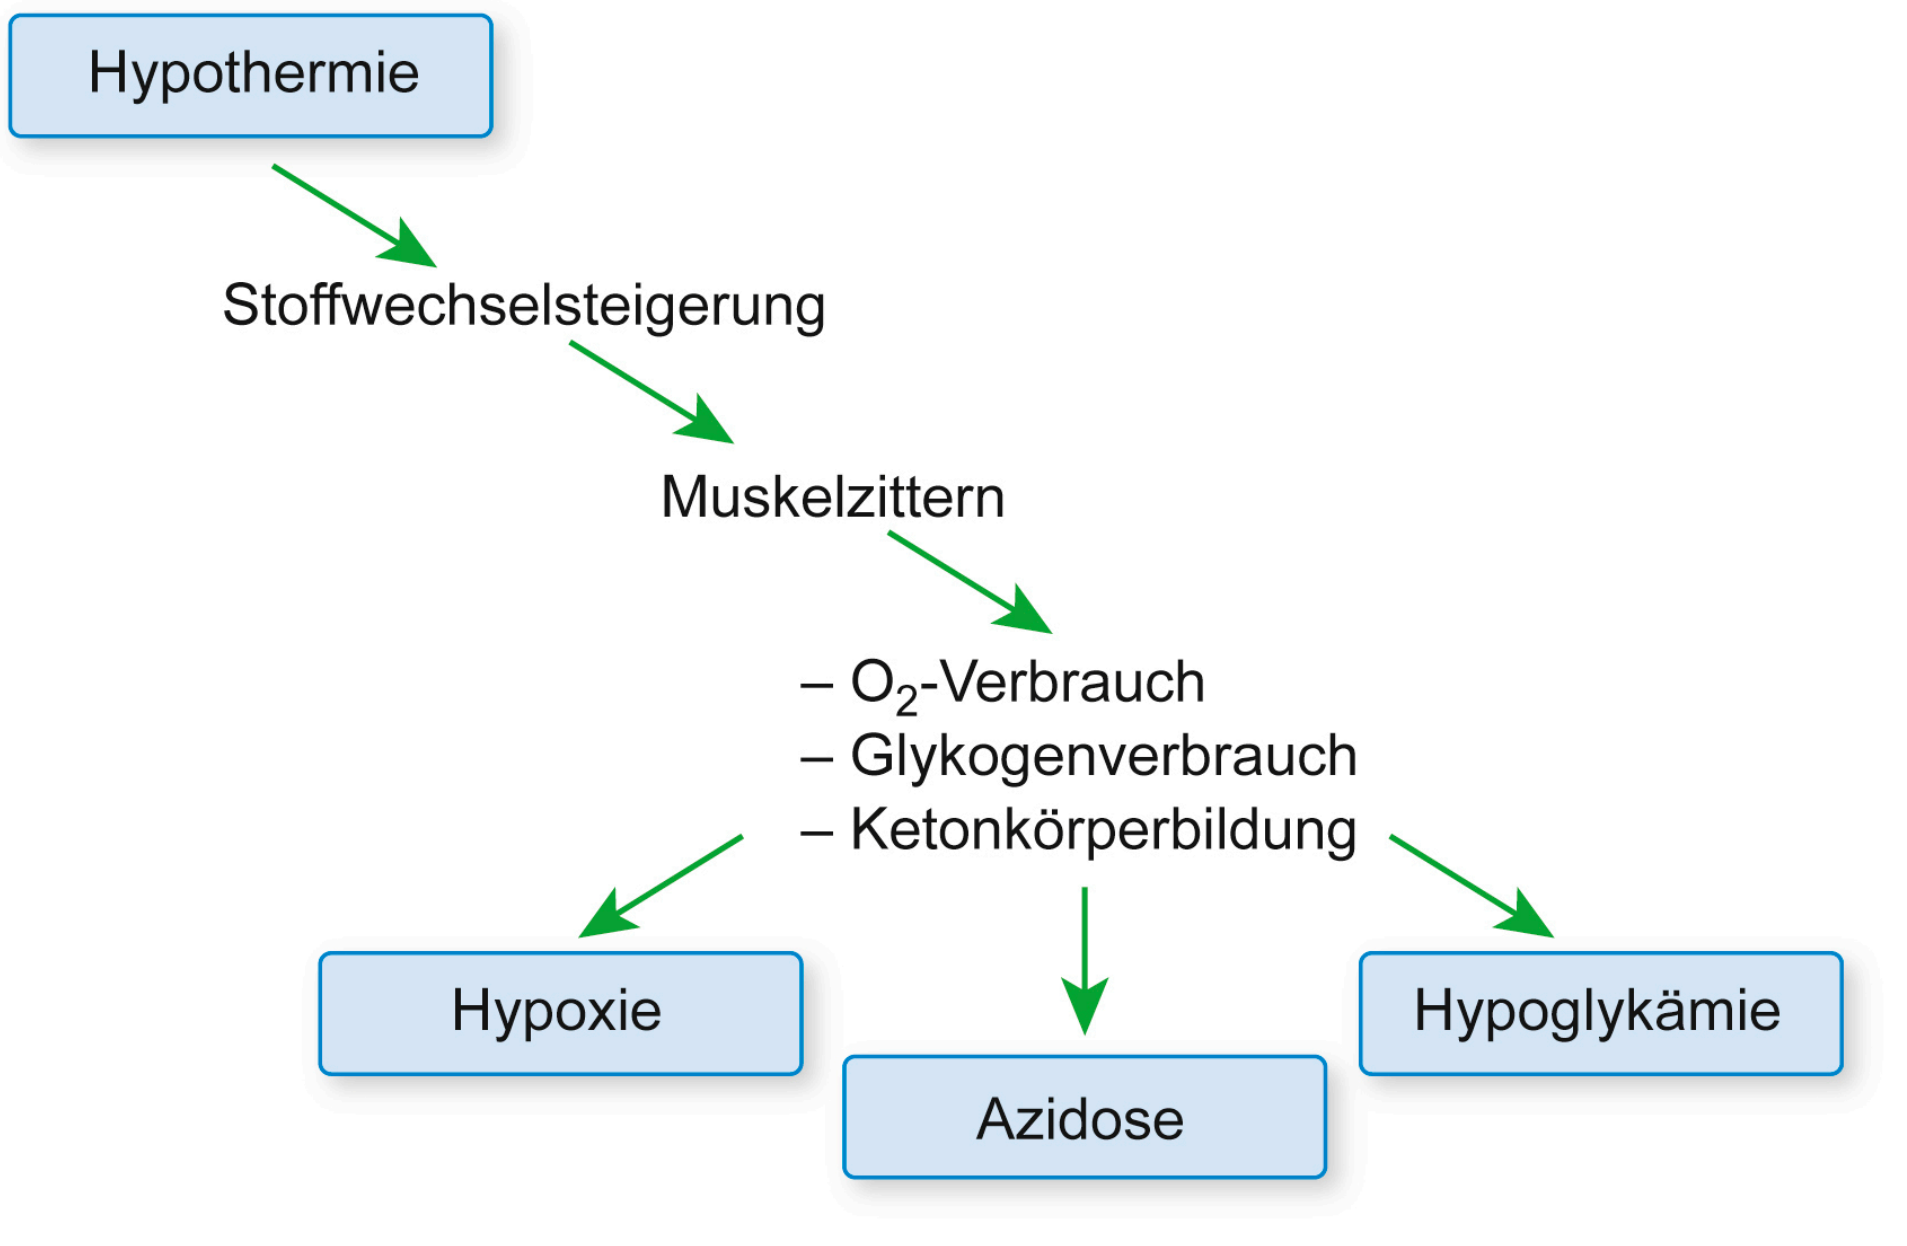 Hypothermie
Stoffwechselsteigerung
Muskelzittern
– O₂-Verbrauch
– Glykogenverbrauch
– Ketonkörperbildung
Hypoxie
Hypoglykämie
Azidose